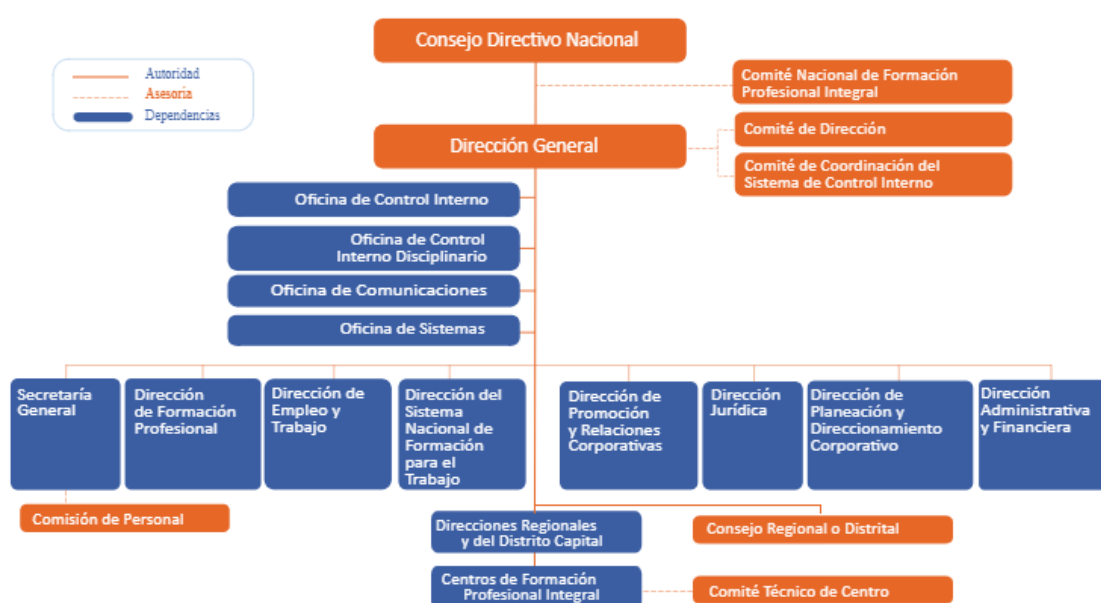 Consejo Directivo Nacional
Autoridad
Asesoría
Dependencias
Comité Nacional de Formación
Profesional Integral
Dirección General
Comité de Dirección
Comité de Coordinación del
Sistema de Control Interno
Oficina de Control Interno
Oficina de Control
Interno Disciplinario
Oficina de Comunicaciones
Oficina de Sistemas
Secretaría
General
Dirección
de Formación
Profesional
Dirección de
Empleo y
Trabajo
Dirección del
Sistema
Nacional de
Formación
para el
Trabajo
Dirección de
Promoción
y Relaciones
Corporativas
Dirección
Jurídica
Dirección de
Planeación y
Direccionamiento
Corporativo
Dirección
Administrativa
y Financiera
Comisión de Personal
Direcciones Regionales
y del Distrito Capital
Consejo Regional o Distrital
Centros de Formación
Profesional Integral
Comité Técnico de Centro